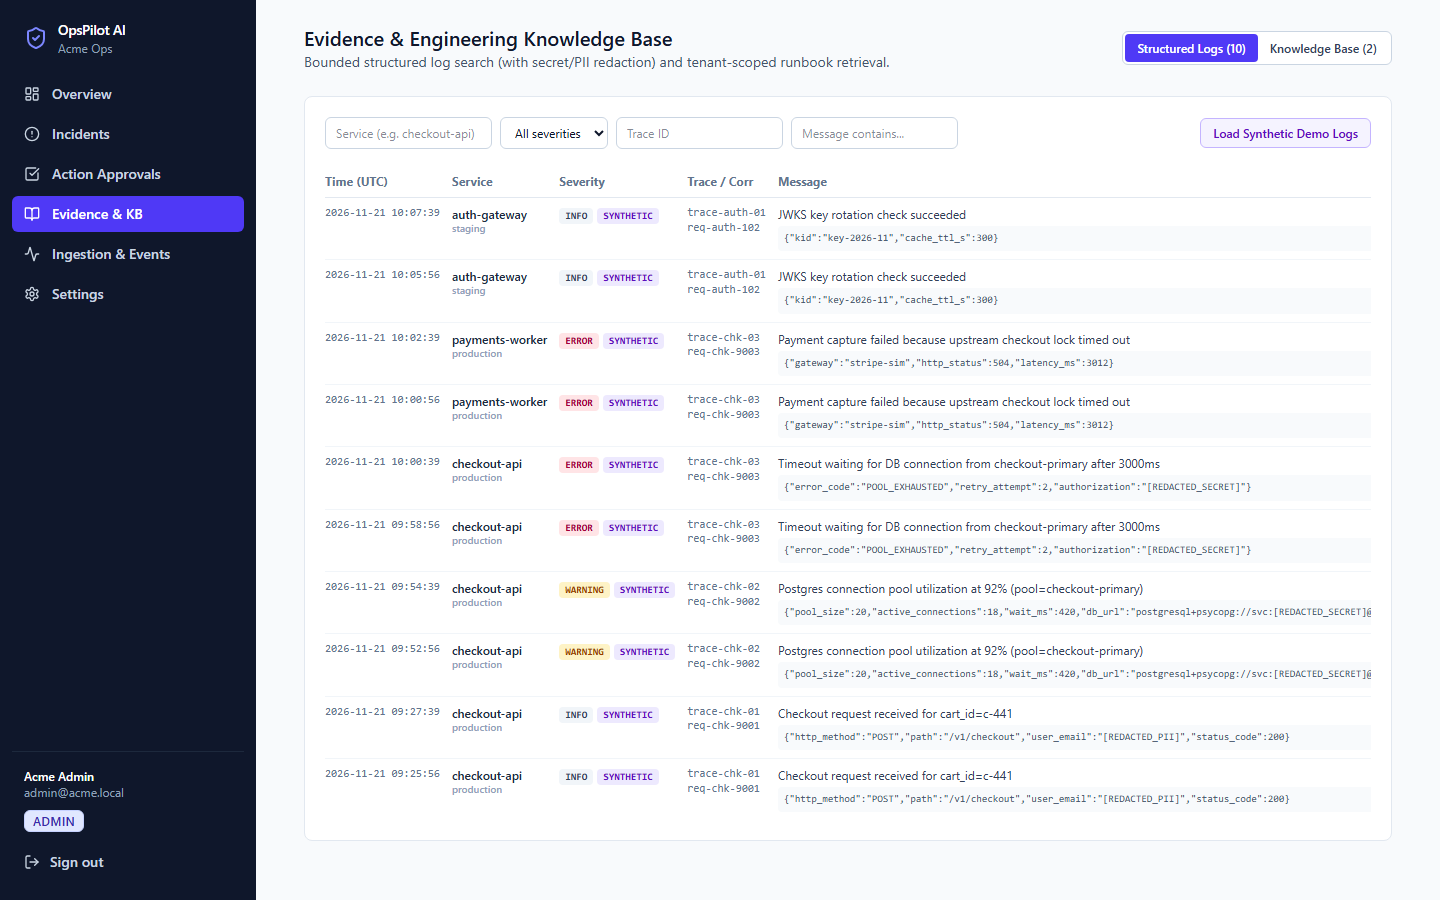 OpsPilot AI
Acme Ops
Overview
Incidents
Action Approvals
Evidence & KB
Ingestion & Events
Settings
Acme Admin
admin@acme.local
ADMIN
Sign out
Evidence & Engineering Knowledge Base
Bounded structured log search (with secret/PII redaction) and tenant-scoped runbook retrieval.
Structured Logs (10) Knowledge Base (2)
Service (e.g. checkout-api) All severities Trace ID Message contains... Load Synthetic Demo Logs
Time (UTC) Service Severity Trace / Corr Message
2026-11-21 10:07:39 auth-gateway INFO SYNTHETIC trace-auth-01 JWKS key rotation check succeeded
staging req-auth-102 {"kid":"key-2026-11","cache_ttl_s":300}
2026-11-21 10:05:56 auth-gateway INFO SYNTHETIC trace-auth-01 JWKS key rotation check succeeded
staging req-auth-102 {"kid":"key-2026-11","cache_ttl_s":300}
2026-11-21 10:02:39 payments-worker ERROR SYNTHETIC trace-chk-03 Payment capture failed because upstream checkout lock timed out
production req-chk-9003 {"gateway":"stripe-sim","http_status":504,"latency_ms":3012}
2026-11-21 10:00:56 payments-worker ERROR SYNTHETIC trace-chk-03 Payment capture failed because upstream checkout lock timed out
production req-chk-9003 {"gateway":"stripe-sim","http_status":504,"latency_ms":3012}
2026-11-21 10:00:39 checkout-api ERROR SYNTHETIC trace-chk-03 Timeout waiting for DB connection from checkout-primary after 3000ms
production req-chk-9003 {"error_code":"POOL_EXHAUSTED","retry_attempt":2,"authorization":"[REDACTED_SECRET]"}
2026-11-21 09:58:56 checkout-api ERROR SYNTHETIC trace-chk-03 Timeout waiting for DB connection from checkout-primary after 3000ms
production req-chk-9003 {"error_code":"POOL_EXHAUSTED","retry_attempt":2,"authorization":"[REDACTED_SECRET]"}
2026-11-21 09:54:39 checkout-api WARNING SYNTHETIC trace-chk-02 Postgres connection pool utilization at 92% (pool=checkout-primary)
production req-chk-9002 {"pool_size":20,"active_connections":18,"wait_ms":420,"db_url":"postgresql+psycopg://svc:[REDACTED_SECRET]@
2026-11-21 09:52:56 checkout-api WARNING SYNTHETIC trace-chk-02 Postgres connection pool utilization at 92% (pool=checkout-primary)
production req-chk-9002 {"pool_size":20,"active_connections":18,"wait_ms":420,"db_url":"postgresql+psycopg://svc:[REDACTED_SECRET]@
2026-11-21 09:27:39 checkout-api INFO SYNTHETIC trace-chk-01 Checkout request received for cart_id=c-441
production req-chk-9001 {"http_method":"POST","path":"/v1/checkout","user_email":"[REDACTED_PII]","status_code":200}
2026-11-21 09:25:56 checkout-api INFO SYNTHETIC trace-chk-01 Checkout request received for cart_id=c-441
production req-chk-9001 {"http_method":"POST","path":"/v1/checkout","user_email":"[REDACTED_PII]","status_code":200}